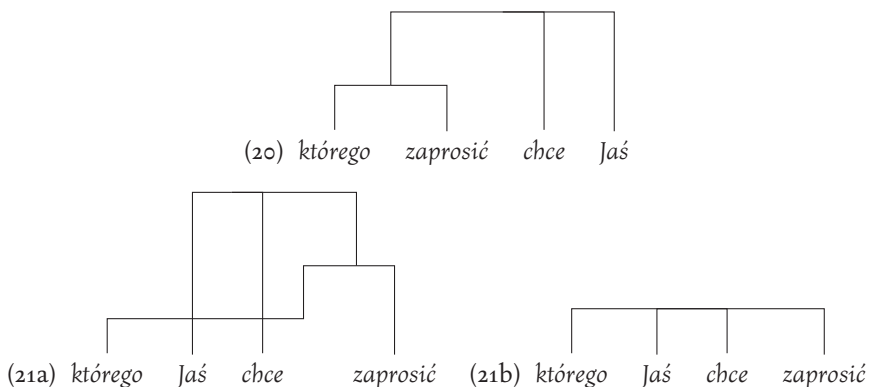 (20) którego zaprosić chce Jaś
(21a) którego Jaś chce zaprosić (21b) którego Jaś chce zaprosić